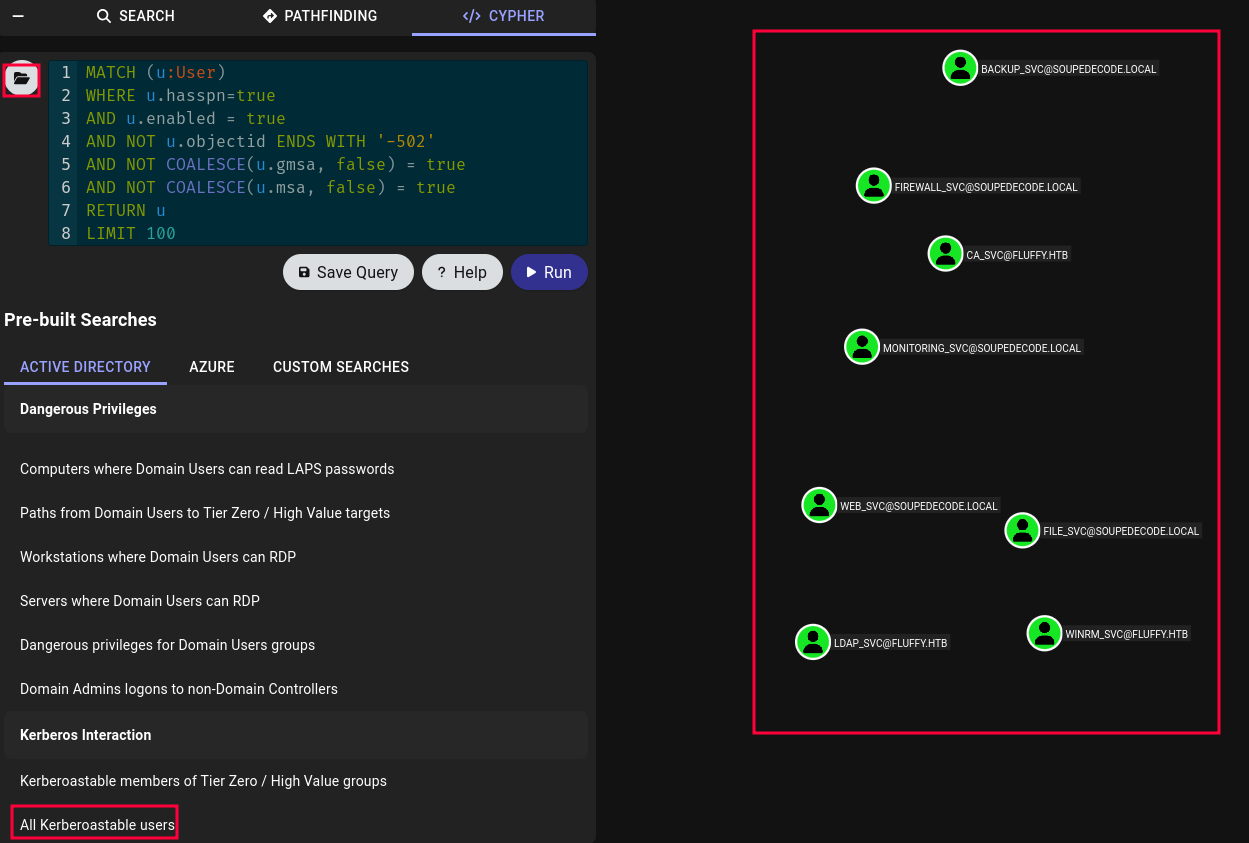 SEARCH
PATHFINDING
</> CYPHER
1 MATCH (u:User)
2 WHERE u.hasspn=true
3 AND u.enabled = true
4 AND NOT u.objectid ENDS WITH '-502'
5 AND NOT COALESCE(u.gmsa, false) = true
6 AND NOT COALESCE(u.msa, false) = true
7 RETURN u
8 LIMIT 100
Save Query
? Help
Run
Pre-built Searches
ACTIVE DIRECTORY
AZURE
CUSTOM SEARCHES
Dangerous Privileges
Computers where Domain Users can read LAPS passwords
Paths from Domain Users to Tier Zero / High Value targets
Workstations where Domain Users can RDP
Servers where Domain Users can RDP
Dangerous privileges for Domain Users groups
Domain Admins logons to non-Domain Controllers
Kerberos Interaction
Kerberoastable members of Tier Zero / High Value groups
All Kerberoastable users
BACKUP_SVC@SOUPEDECODE.LOCAL
FIREWALL_SVC@SOUPEDECODE.LOCAL
CA_SVC@FLUFFY.HTB
MONITORING_SVC@SOUPEDECODE.LOCAL
WEB_SVC@SOUPEDECODE.LOCAL
FILE_SVC@SOUPEDECODE.LOCAL
LDAP_SVC@FLUFFY.HTB
WINRM_SVC@FLUFFY.HTB